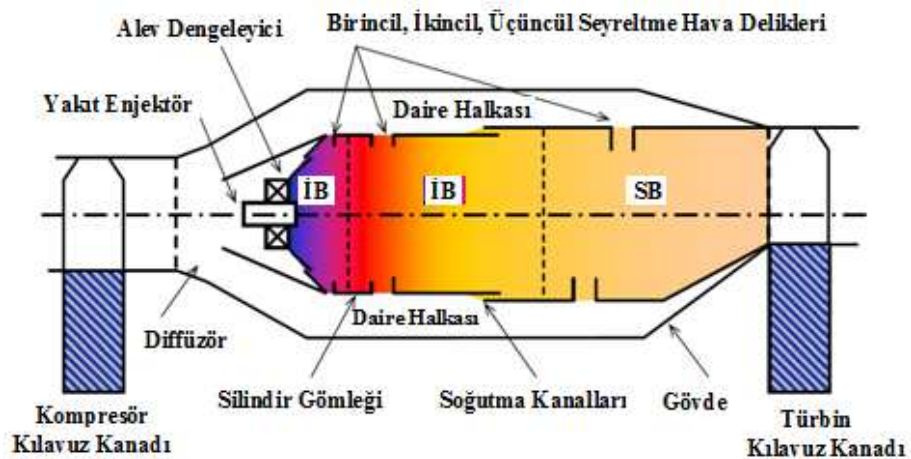 Alev Dengeleyici
Birincil, İkincil, Üçüncül Seyreltme Hava Delikleri
Yakıt Enjektör
Daire Halkası
İB
İB
SB
Daire Halkası
Diffüzör
Silindir Gömleği
Soğutma Kanalları
Gövde
Kompresör
Kılavuz Kanadı
Türbin
Kılavuz Kanadı